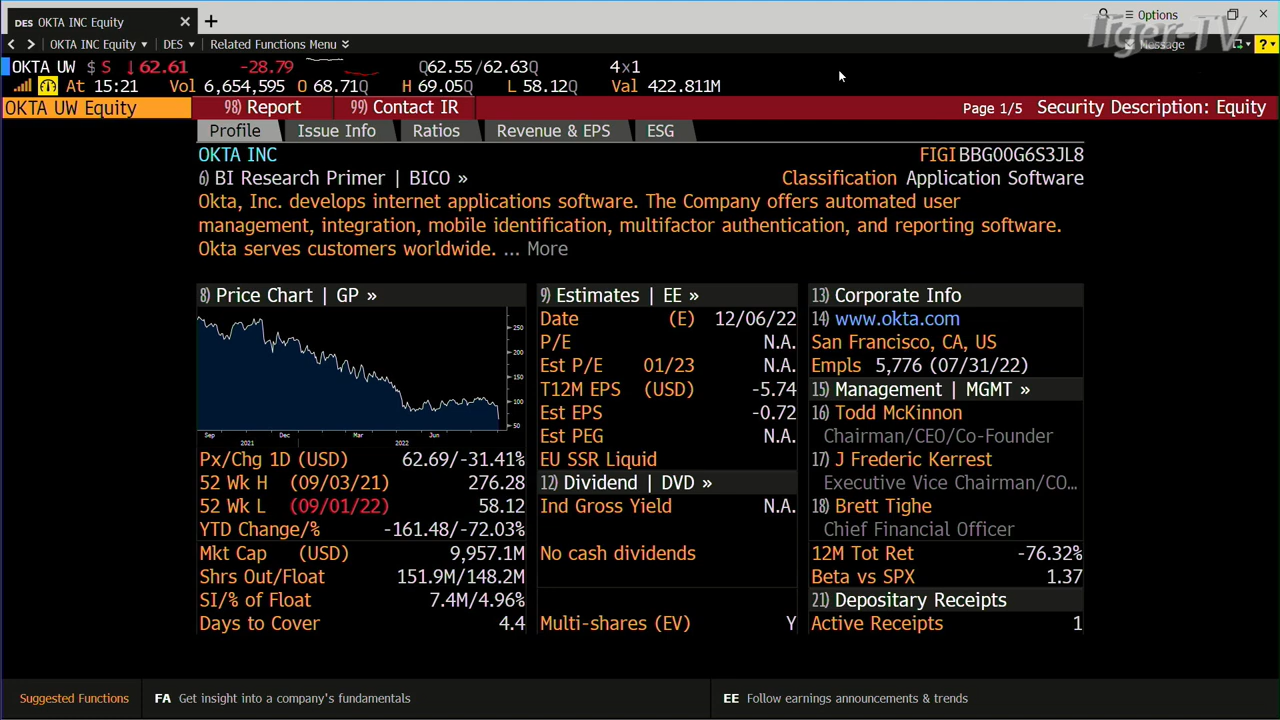 DES OKTA INC Equity
Options
OKTA INC Equity DES Related Functions Menu
Message
Tiger-TV
OKTA UW $ S ↓62.61 -28.79 Q62.55/62.63Q 4x1
At 15:21 Vol 6,654,595 O 68.71Q H 69.05Q L 58.12Q Val 422.811M
OKTA UW Equity 98) Report 99) Contact IR Page 1/5 Security Description: Equity
Profile Issue Info Ratios Revenue & EPS ESG
OKTA INC FIGI BBG00G6S3JL8
6) BI Research Primer | BICO » Classification Application Software
Okta, Inc. develops internet applications software. The Company offers automated user
management, integration, mobile identification, multifactor authentication, and reporting software.
Okta serves customers worldwide. ... More
8) Price Chart | GP »
250
200
150
100
50
Sep Dec Mar Jun
2021 2022
Px/Chg 1D (USD) 62.69/-31.41%
52 Wk H (09/03/21) 276.28
52 Wk L (09/01/22) 58.12
YTD Change/% -161.48/-72.03%
Mkt Cap (USD) 9,957.1M
Shrs Out/Float 151.9M/148.2M
SI/% of Float 7.4M/4.96%
Days to Cover 4.4
9) Estimates | EE »
Date (E) 12/06/22
P/E N.A.
Est P/E 01/23 N.A.
T12M EPS (USD) -5.74
Est EPS -0.72
Est PEG N.A.
EU SSR Liquid
12) Dividend | DVD »
Ind Gross Yield N.A.
No cash dividends
Multi-shares (EV) Y
13) Corporate Info
14) www.okta.com
San Francisco, CA, US
Empls 5,776 (07/31/22)
15) Management | MGMT »
16) Todd McKinnon
Chairman/CEO/Co-Founder
17) J Frederic Kerrest
Executive Vice Chairman/CO...
18) Brett Tighe
Chief Financial Officer
12M Tot Ret -76.32%
Beta vs SPX 1.37
21) Depositary Receipts
Active Receipts 1
Suggested Functions FA Get insight into a company's fundamentals EE Follow earnings announcements & trends